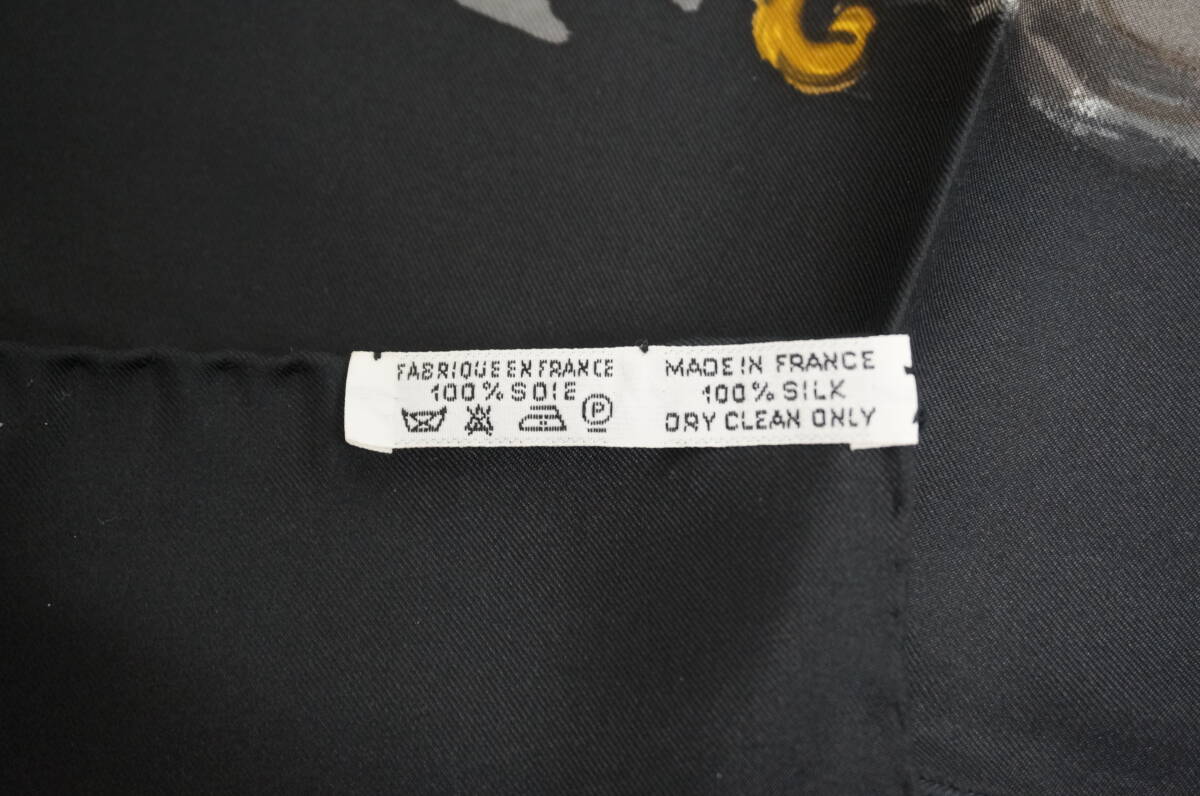 FABRIQUE EN FRANCE
100% SOIE
P
MADE IN FRANCE
100% SILK
DRY CLEAN ONLY